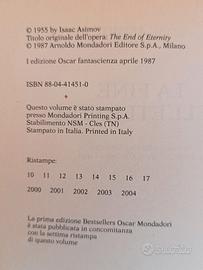 © 1955 by Isaac Asimov
Titolo originale dell'opera: The End of Eternity
© 1987 Arnoldo Mondadori Editore S.p.A., Milano
I edizione Oscar fantascienza aprile 1987
ISBN 88-04-41451-0
Questo volume è stato stampato
presso Mondadori Printing S.p.A.
Stabilimento NSM - Cles (TN)
Stampato in Italia. Printed in Italy
Ristampe:
10 11 12 13 14 15 16 17
2000 2001 2002 2003 2004
La prima edizione Bestsellers Oscar Mondadori
è stata pubblicata in concomitanza
con la settima ristampa
di questo volume
subito.it